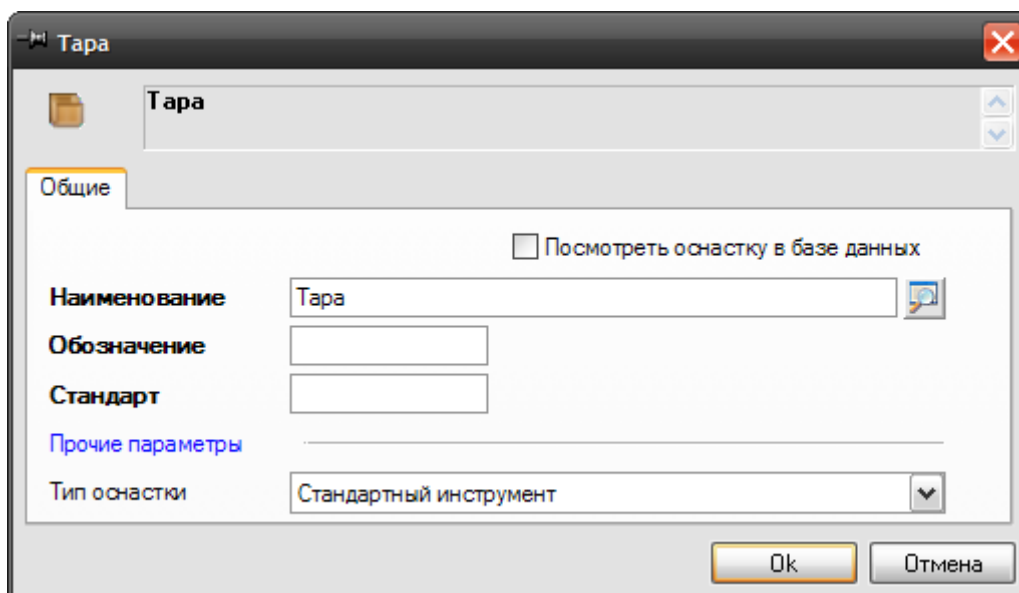 Тара
Тара
Общие
Посмотреть оснастку в базе данных
Наименование
Тара
Обозначение
Стандарт
Прочие параметры
Тип оснастки
Стандартный инструмент
Ok
Отмена